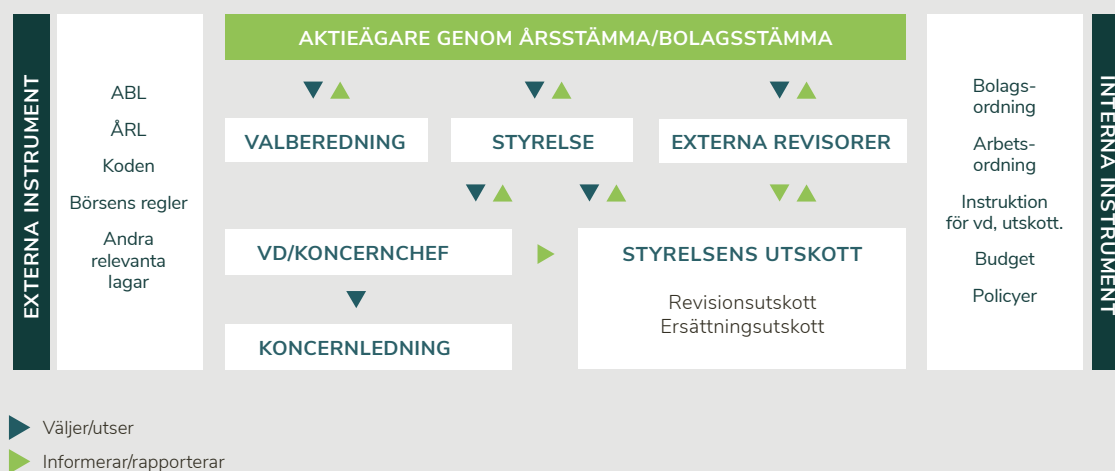 EXTERNA INSTRUMENT
ABL
ÅRL
Koden
Börsens regler
Andra
relevanta
lagar
AKTIEÄGARE GENOM ÅRSSTÄMMA/BOLAGSSTÄMMA
VALBEREDNING
STYRELSE
EXTERNA REVISORER
VD/KONCERNCHEF
KONCERNLEDNING
STYRELSENS UTSKOTT
Revisionsutskott
Ersättningsutskott
Bolags-
ordning
Arbets-
ordning
Instruktion
för vd, utskott.
Budget
Policyer
INTERNA INSTRUMENT
Väljer/utser
Informerar/rapporterar